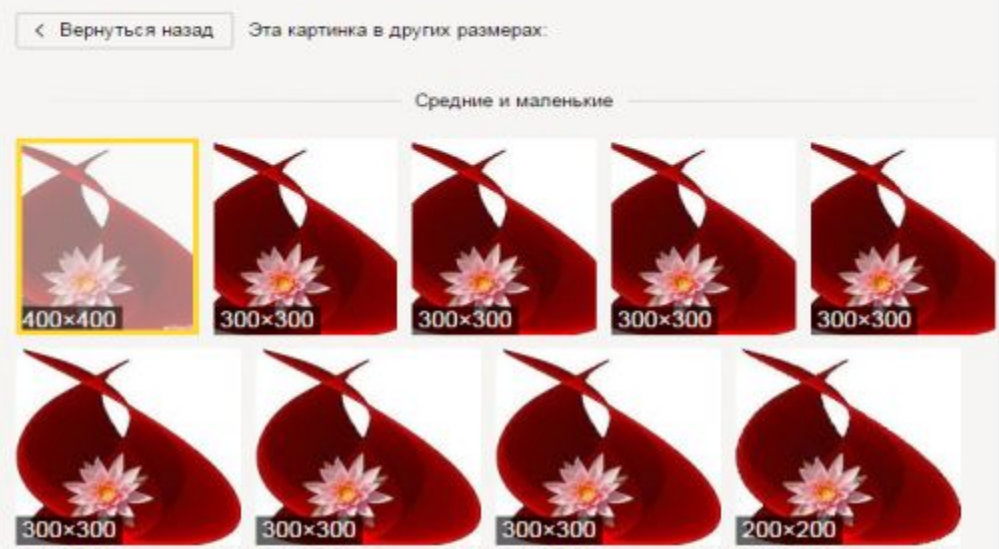 Вернуться назад Эта картинка в других размерах:
Средние и маленькие
400×400 300×300 300×300 300×300 300×300
300×300 300×300 300×300 200×200